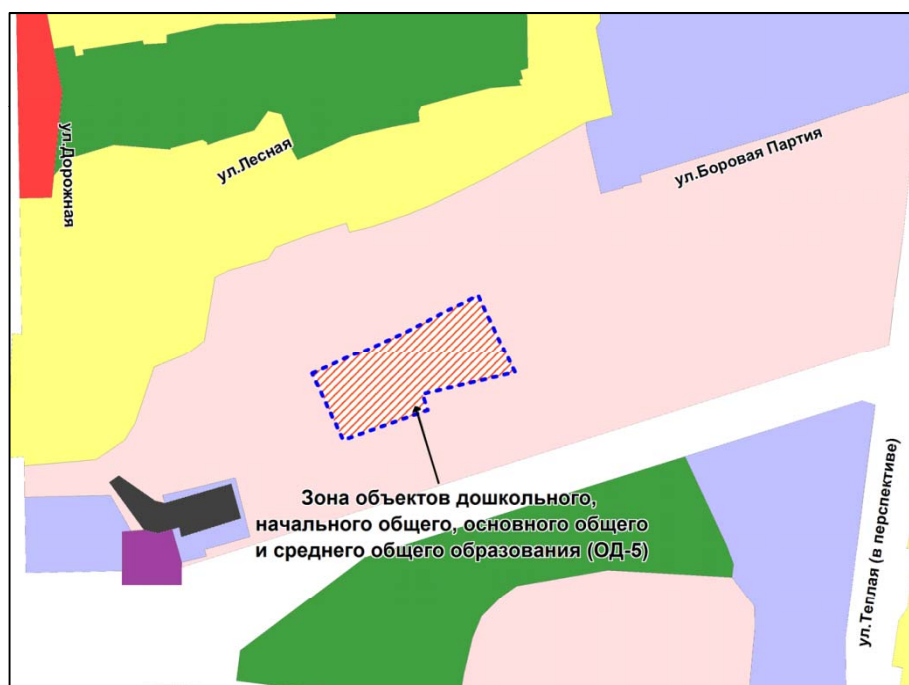 ул.Дорожная
ул.Лесная
ул.Боровая Партия
Зона объектов дошкольного,
начального общего, основного общего
и среднего общего образования (ОД-5)
ул.Теплая (в перспективе)